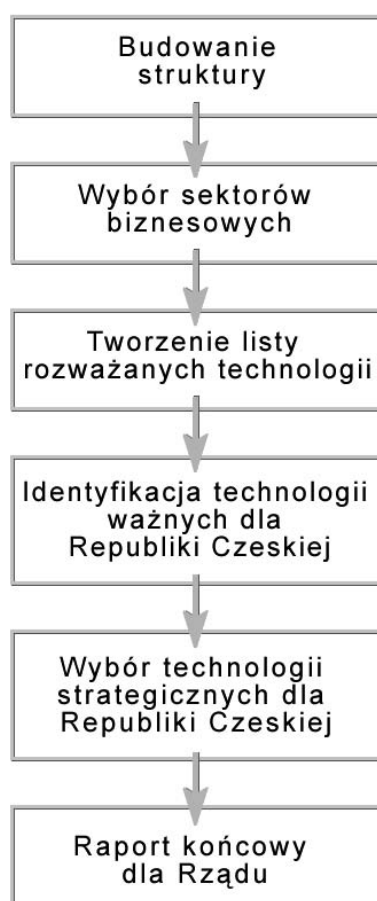 Budowanie
struktury
Wybór sektorów
biznesowych
Tworzenie listy
rozważanych technologii
Identyfikacja technologii
ważnych dla
Republiki Czeskiej
Wybór technologii
strategicznych dla
Republiki Czeskiej
Raport końcowy
dla Rządu